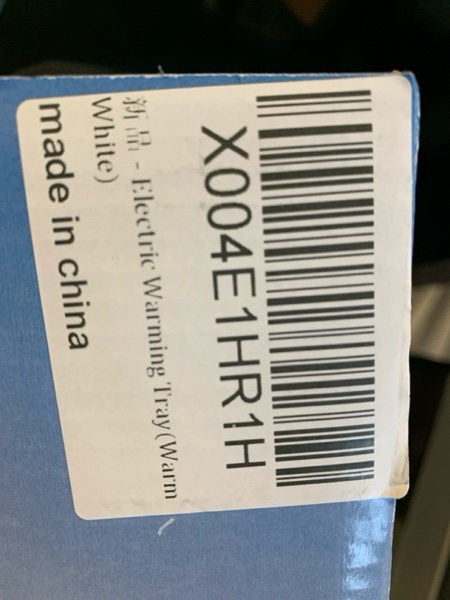 X004E1HR1H
新品 - Electric Warming Tray(Warm
White)
made in china